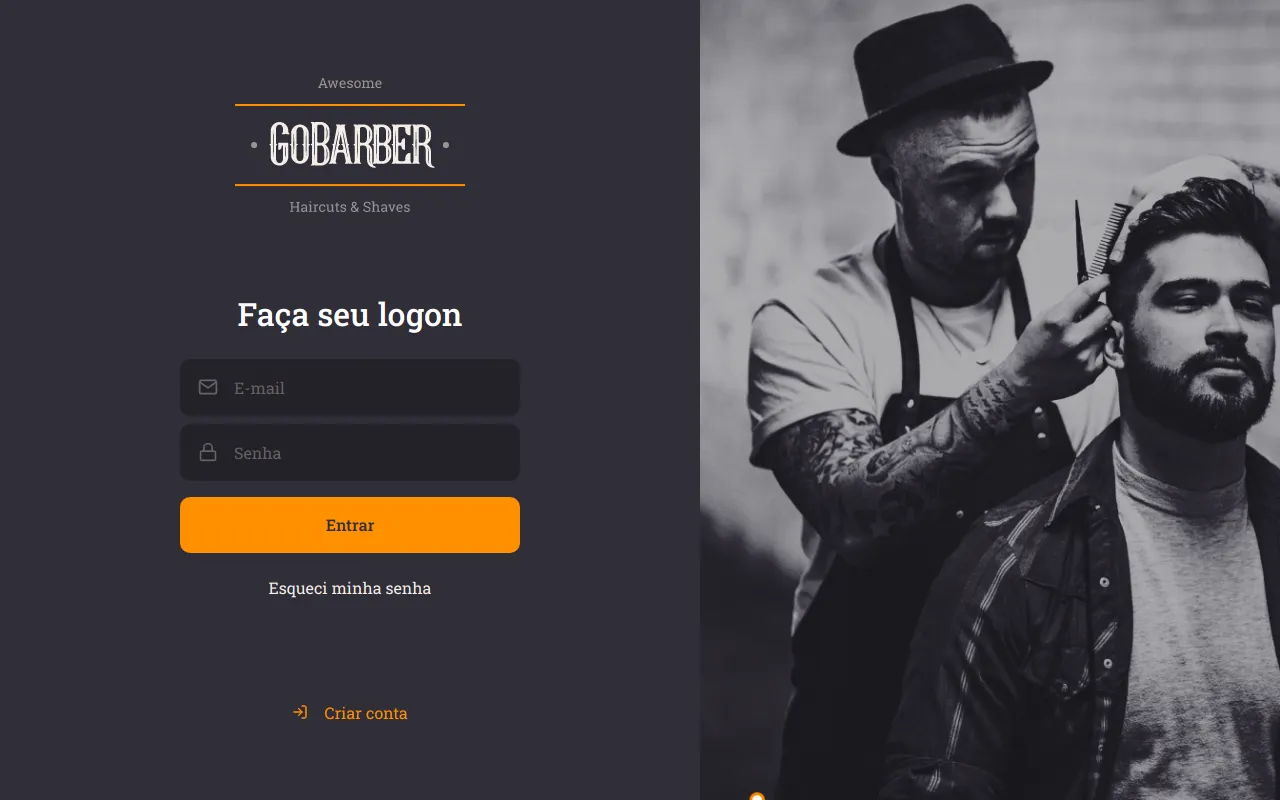 Awesome
GOBARBER
Haircuts & Shaves
Faça seu logon
E-mail
Senha
Entrar
Esqueci minha senha
Criar conta